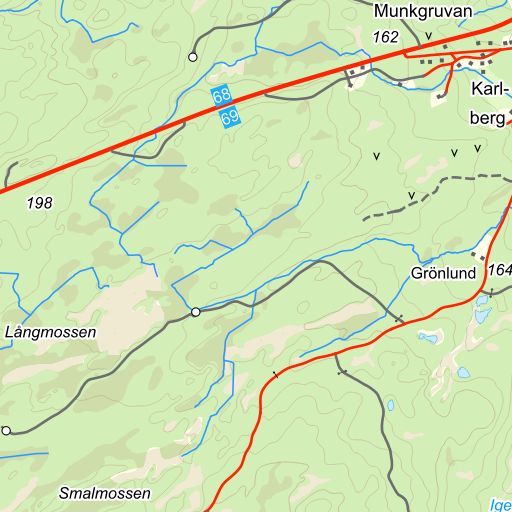 Munkgruvan
162
68
69
Karl-
berg
198
Grönlund
164
Långmossen
Smalmossen
Ige